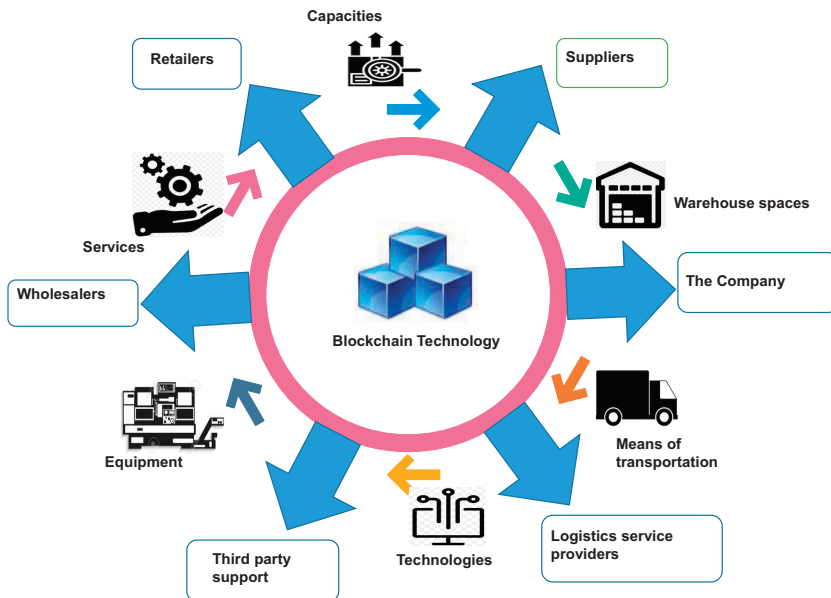 Capacities
Retailers
Suppliers
Warehouse spaces
Services
The Company
Wholesalers
Blockchain Technology
Means of
transportation
Equipment
Logistics service
providers
Third party
support
Technologies